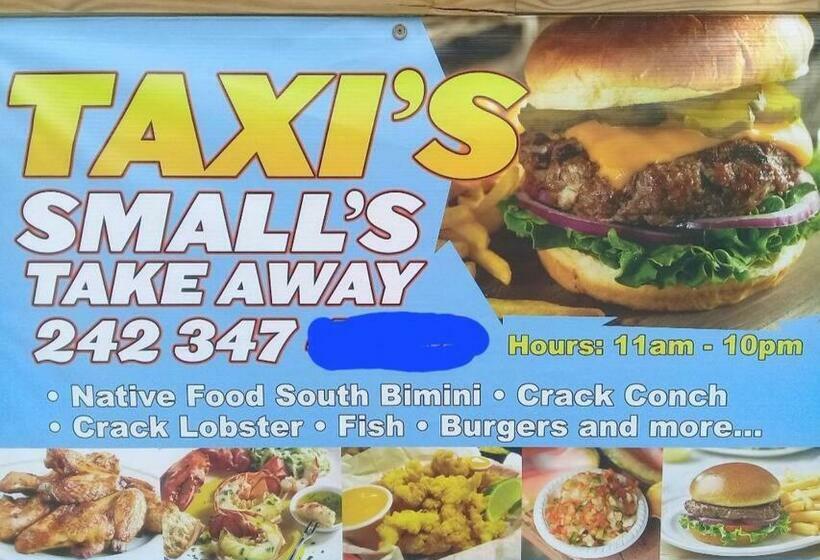 TAXI'S
SMALL'S
TAKE AWAY
242 347
Hours: 11am - 10pm
• Native Food South Bimini • Crack Conch
• Crack Lobster • Fish • Burgers and more...